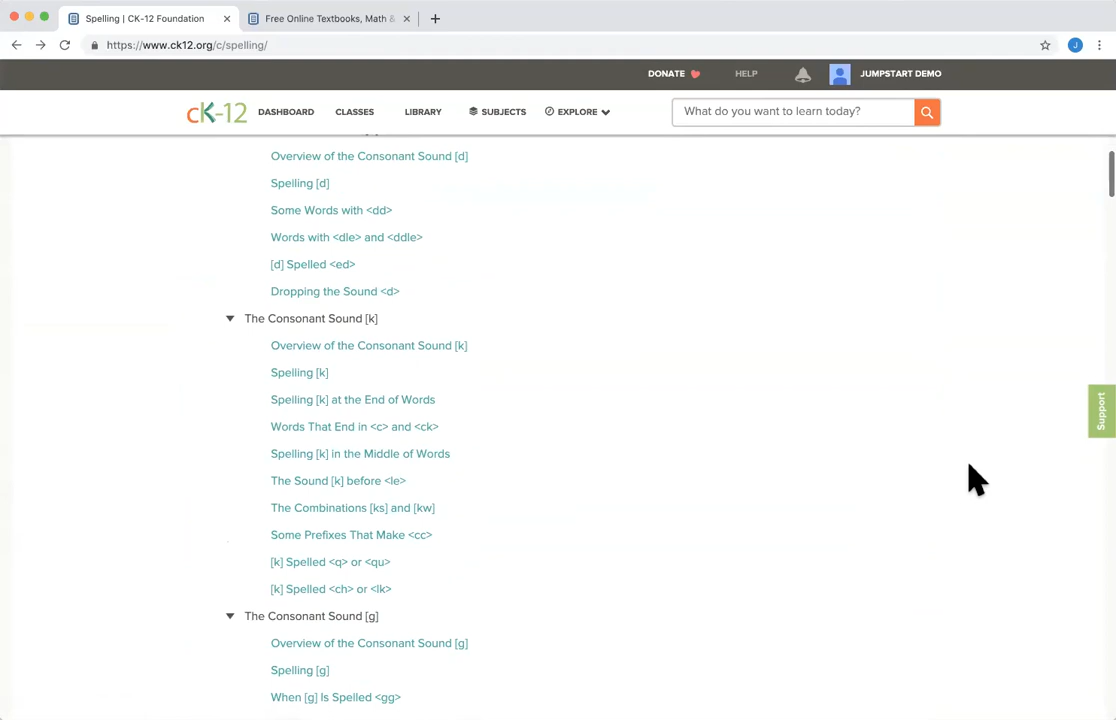 Spelling | CK-12 Foundation
Free Online Textbooks, Math &
https://www.ck12.org/c/spelling/
J
DONATE
HELP
JUMPSTART DEMO
cK-12
DASHBOARD
CLASSES
LIBRARY
SUBJECTS
EXPLORE
What do you want to learn today?
Overview of the Consonant Sound [d]
Spelling [d]
Some Words with <dd>
Words with <dle> and <ddle>
[d] Spelled <ed>
Dropping the Sound <d>
The Consonant Sound [k]
Overview of the Consonant Sound [k]
Spelling [k]
Spelling [k] at the End of Words
Words That End in <c> and <ck>
Spelling [k] in the Middle of Words
The Sound [k] before <le>
The Combinations [ks] and [kw]
Some Prefixes That Make <cc>
[k] Spelled <q> or <qu>
[k] Spelled <ch> or <lk>
The Consonant Sound [g]
Overview of the Consonant Sound [g]
Spelling [g]
When [g] Is Spelled <gg>
Support